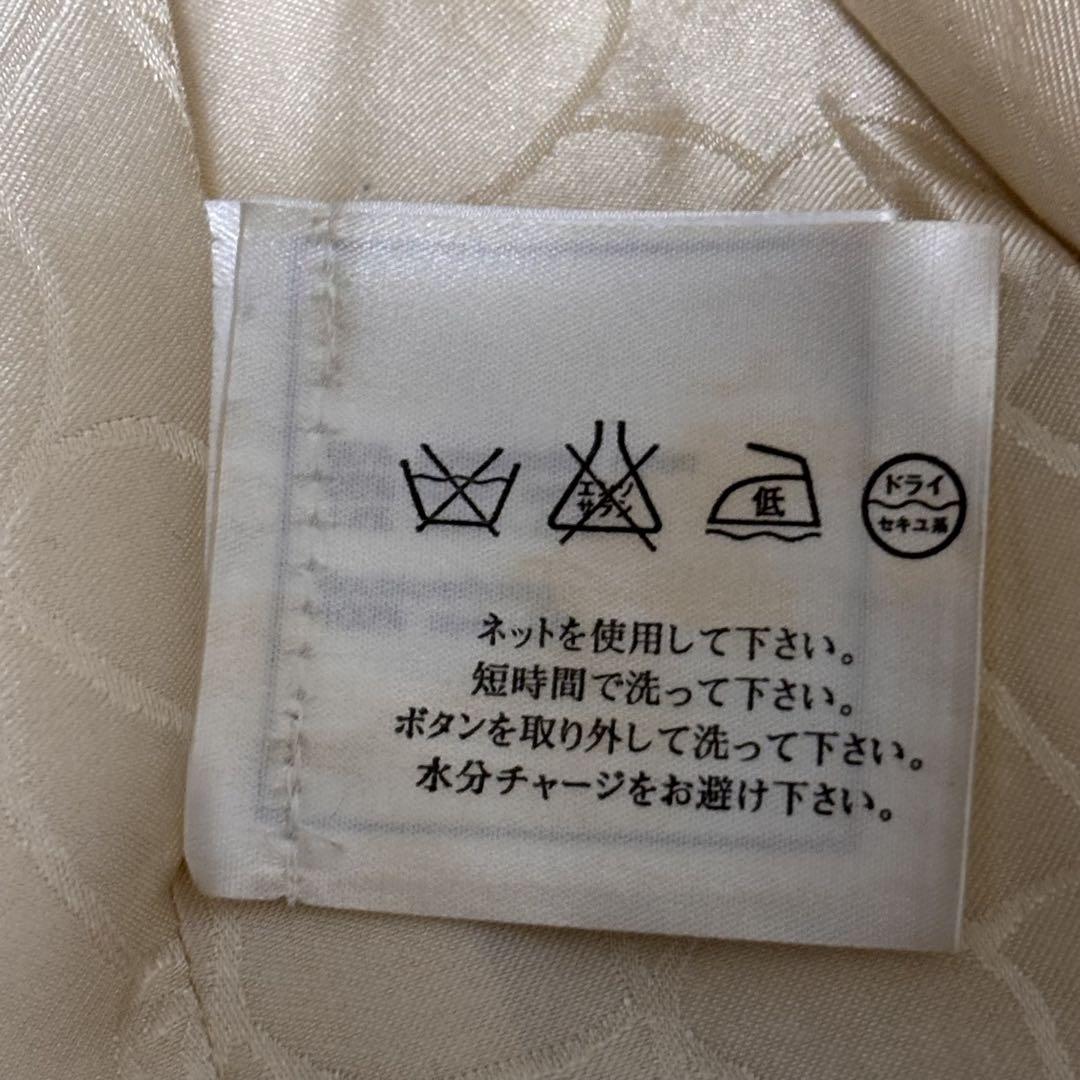 エンソ
サラシ
低
ドライ
セキユ系
ネットを使用して下さい。
短時間で洗って下さい。
ボタンを取り外して洗って下さい。
水分チャージをお避け下さい。